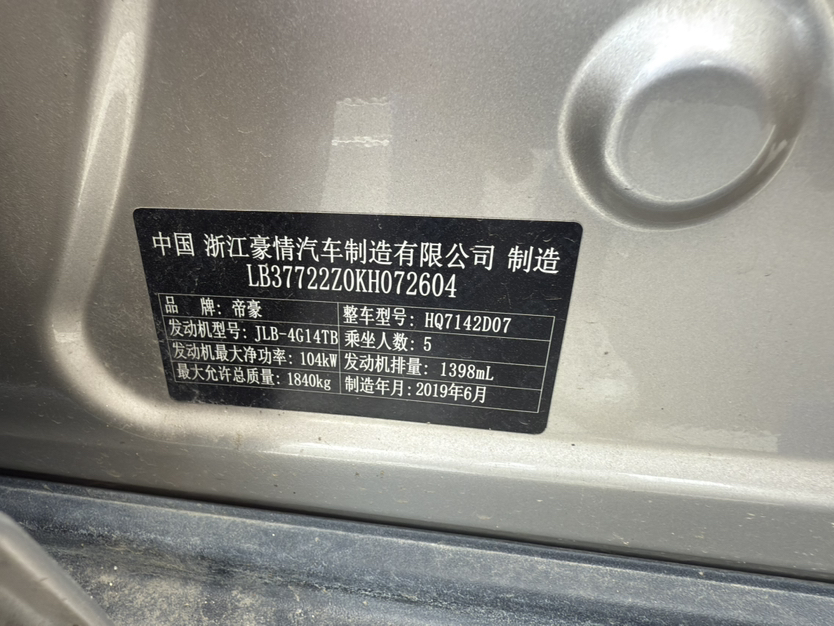 中国 浙江豪情汽车制造有限公司 制造
LB37722Z0KH072604
品 牌: 帝豪 整车型号: HQ7142D07
发动机型号: JLB-4G14TB 乘坐人数: 5
发动机最大净功率: 104kW 发动机排量: 1398mL
最大允许总质量: 1840kg 制造年月: 2019年6月